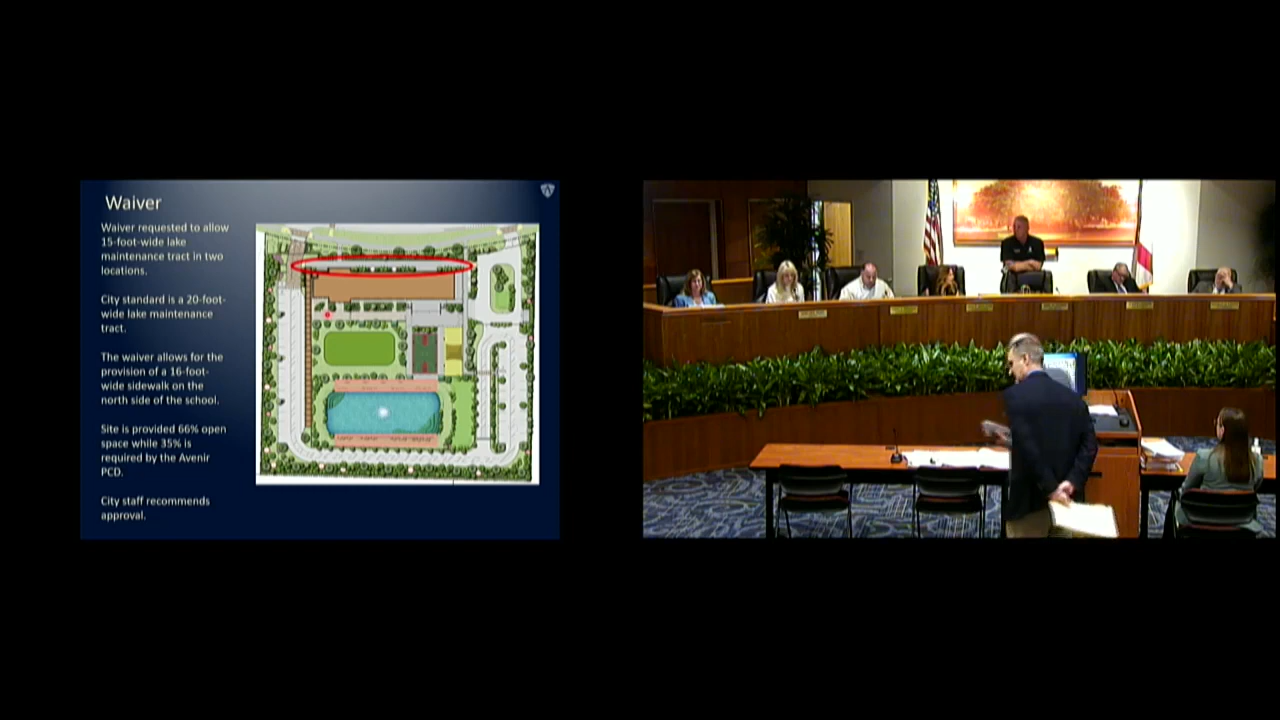 Waiver
Waiver requested to allow
15-foot-wide lake
maintenance tract in two
locations.
City standard is a 20-foot-
wide lake maintenance
tract.
The waiver allows for the
provision of a 16-foot-
wide sidewalk on the
north side of the school.
Site is provided 66% open
space while 35% is
required by the Avenir
PCD.
City staff recommends
approval.